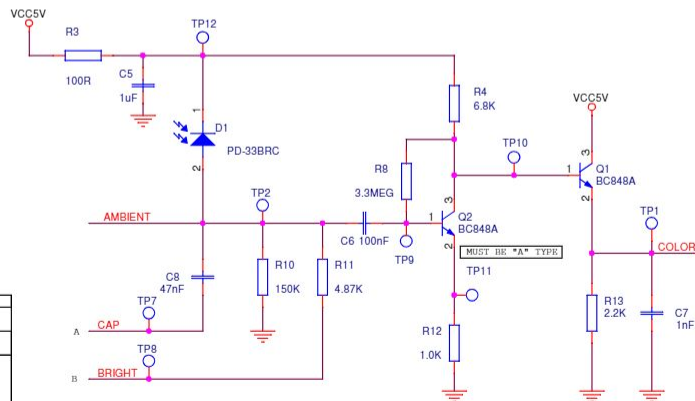 VCC5V
R3
100R
C5
1uF
TP12
1
D1
PD-33BRC
2
R4
6.8K
VCC5V
R8
3.3MEG
TP10
3
1
Q1
BC848A
2
AMBIENT
TP2
C6 100nF
TP9
3
1
Q2
BC848A
2
MUST BE "A" TYPE
TP1
COLOR
C8
47nF
R10
150K
R11
4.87K
TP11
R13
2.2K
C7
1nF
TP7
A CAP
TP8
B BRIGHT
R12
1.0K